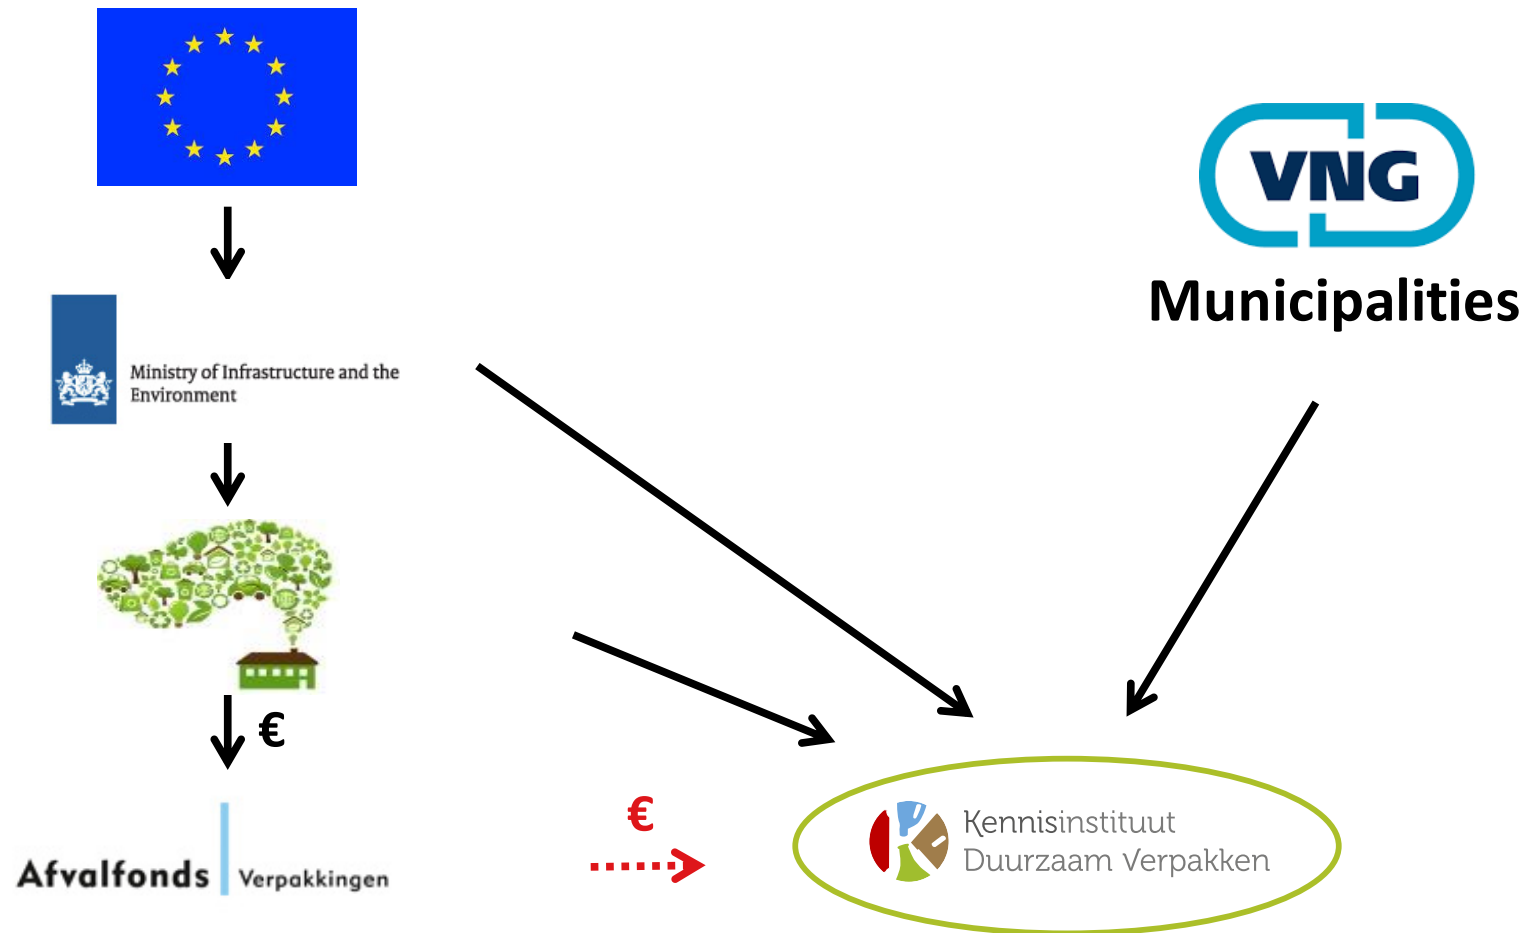 VNG
Municipalities
Ministry of Infrastructure and the
Environment
€
Afvalfonds Verpakkingen
€
Kennisinstituut
Duurzaam Verpakken